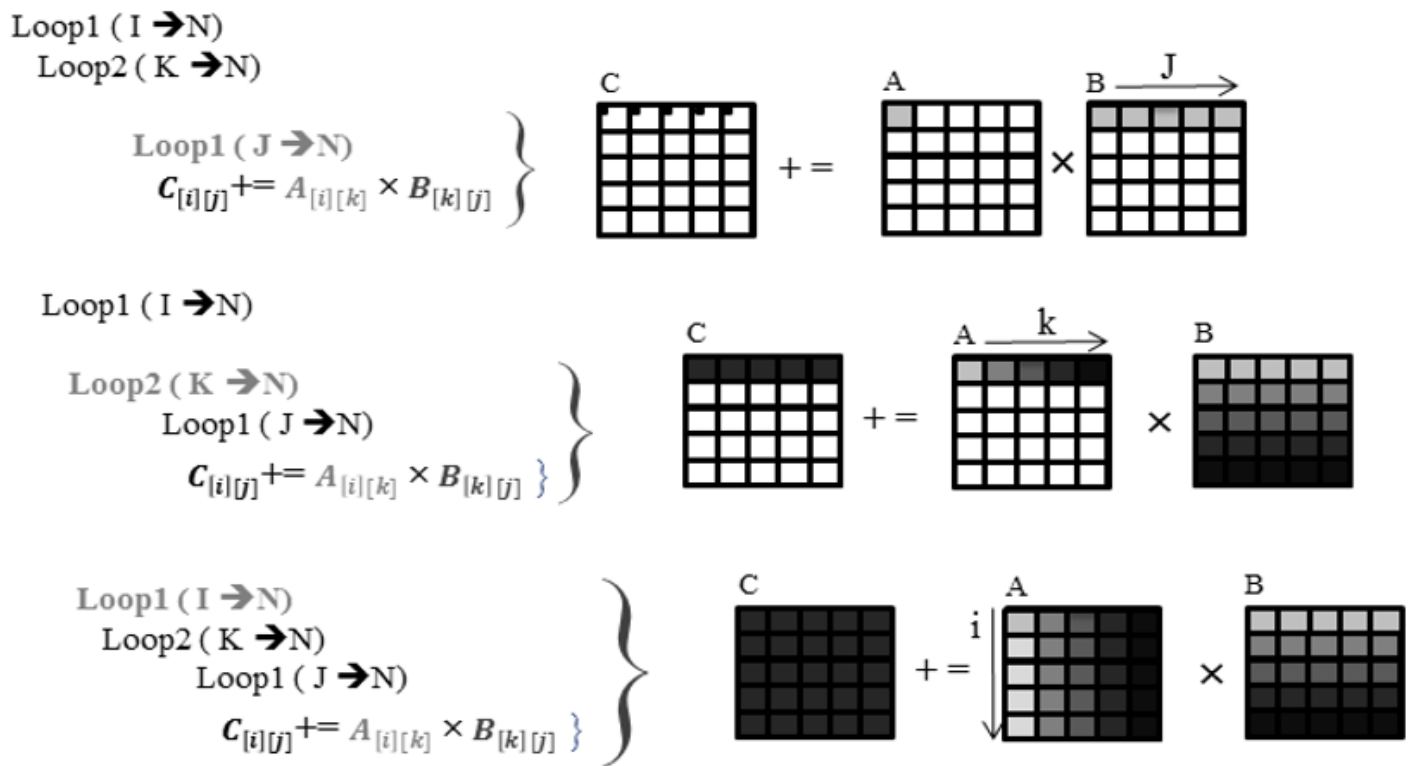 Loop1 ( I ➔N)
Loop2 ( K ➔N)
Loop1 ( J ➔N)
C[i][j]+= A[i][k] × B[k][j] }
C += A × B J
Loop1 ( I ➔N)
Loop2 ( K ➔N)
Loop1 ( J ➔N)
C[i][j]+= A[i][k] × B[k][j] } }
C += A k × B
Loop1 ( I ➔N)
Loop2 ( K ➔N)
Loop1 ( J ➔N)
C[i][j]+= A[i][k] × B[k][j] } }
C += i A × B